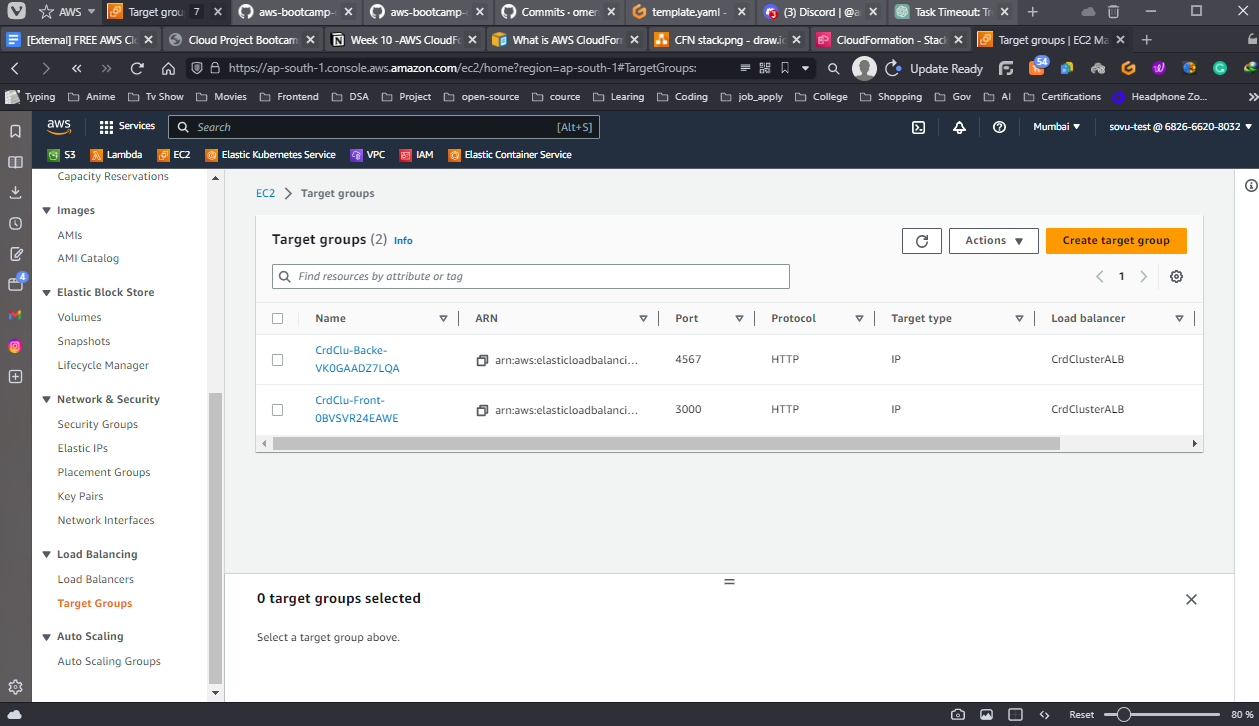 AWS
Target grou 7
aws-bootcamp-
aws-bootcamp-
Commits · omen
template.yaml -
(3) Discord | @a
Task Timeout: Tr
[External] FREE AWS Cl
Cloud Project Bootcam
Week 10 -AWS CloudFo
What is AWS CloudForm
CFN stack.png - draw.i
CloudFormation - Stack
Target groups | EC2 Ma
https://ap-south-1.console.aws.amazon.com/ec2/home?region=ap-south-1#TargetGroups:
Update Ready
54
Typing
Anime
Tv Show
Movies
Frontend
DSA
Project
open-source
cource
Learing
Coding
job_apply
College
Shopping
Gov
AI
Certifications
Headphone Zo...
aws
Services
Search
[Alt+S]
Mumbai
sovu-test @ 6826-6620-8032
S3
Lambda
EC2
Elastic Kubernetes Service
VPC
IAM
Elastic Container Service
4
Capacity Reservations
Images
AMIs
AMI Catalog
Elastic Block Store
Volumes
Snapshots
Lifecycle Manager
Network & Security
Security Groups
Elastic IPs
Placement Groups
Key Pairs
Network Interfaces
Load Balancing
Load Balancers
Target Groups
Auto Scaling
Auto Scaling Groups
EC2
Target groups
Target groups (2) Info
Actions
Create target group
Find resources by attribute or tag
1
Name
ARN
Port
Protocol
Target type
Load balancer
CrdClu-Backe-
VK0GAADZ7LQA
arn:aws:elasticloadbalanci...
4567
HTTP
IP
CrdClusterALB
CrdClu-Front-
0BVSVR24EAWE
arn:aws:elasticloadbalanci...
3000
HTTP
IP
CrdClusterALB
0 target groups selected
Select a target group above.
Reset
80 %